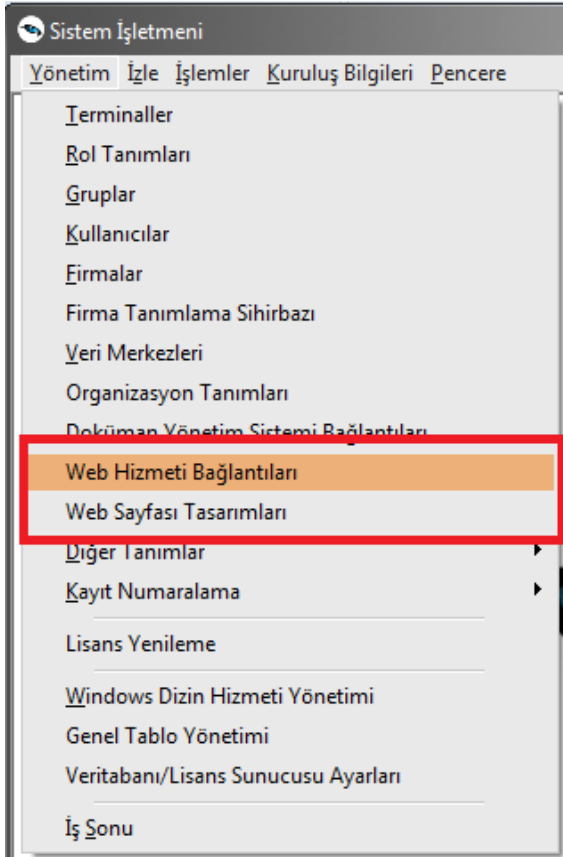 Sistem İşletmeni
Yönetim İzle İşlemler Kuruluş Bilgileri Pencere
Terminaller
Rol Tanımları
Gruplar
Kullanıcılar
Firmalar
Firma Tanımlama Sihirbazı
Veri Merkezleri
Organizasyon Tanımları
Doküman Yönetim Sistemi Bağlantıları
Web Hizmeti Bağlantıları
Web Sayfası Tasarımları
Diğer Tanımlar
Kayıt Numaralama
Lisans Yenileme
Windows Dizin Hizmeti Yönetimi
Genel Tablo Yönetimi
Veritabanı/Lisans Sunucusu Ayarları
İş Sonu